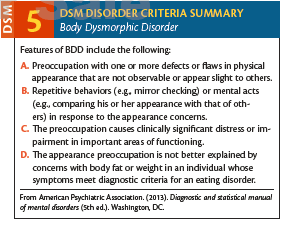 DSM
5
DSM DISORDER CRITERIA SUMMARY
Body Dysmorphic Disorder
Features of BDD include the following:
A. Preoccupation with one or more defects or flaws in physical
appearance that are not observable or appear slight to others.
B. Repetitive behaviors (e.g., mirror checking) or mental acts
(e.g., comparing his or her appearance with that of oth-
ers) in response to the appearance concerns.
C. The preoccupation causes clinically significant distress or im-
pairment in important areas of functioning.
D. The appearance preoccupation is not better explained by
concerns with body fat or weight in an individual whose
symptoms meet diagnostic criteria for an eating disorder.
From American Psychiatric Association. (2013). Diagnostic and statistical manual
of mental disorders (5th ed.). Washington, DC.